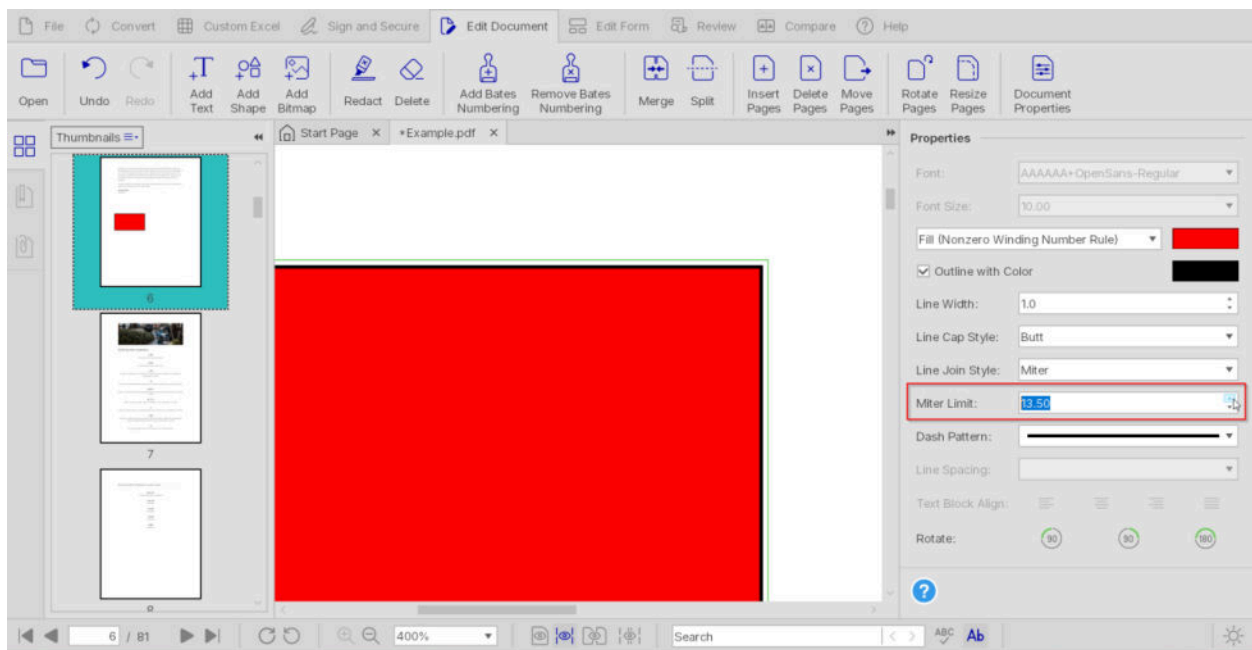 File Convert Custom Excel Sign and Secure Edit Document Edit Form Review Compare Help
Open Undo Redo Add Text Add Shape Add Bitmap Redact Delete Add Bates Numbering Remove Bates Numbering Merge Split Insert Pages Delete Pages Move Pages Rotate Pages Resize Pages Document Properties
Thumbnails
Start Page *Example.pdf
6
7
8
Properties
Font: AAAAAA+OpenSans-Regular
Font Size: 10.00
Fill (Nonzero Winding Number Rule)
Outline with Color
Line Width: 1.0
Line Cap Style: Butt
Line Join Style: Miter
Miter Limit: 13.50
Dash Pattern:
Line Spacing:
Text Block Align:
Rotate: 90 90 180
?
6 / 81 400% Search ABC Ab